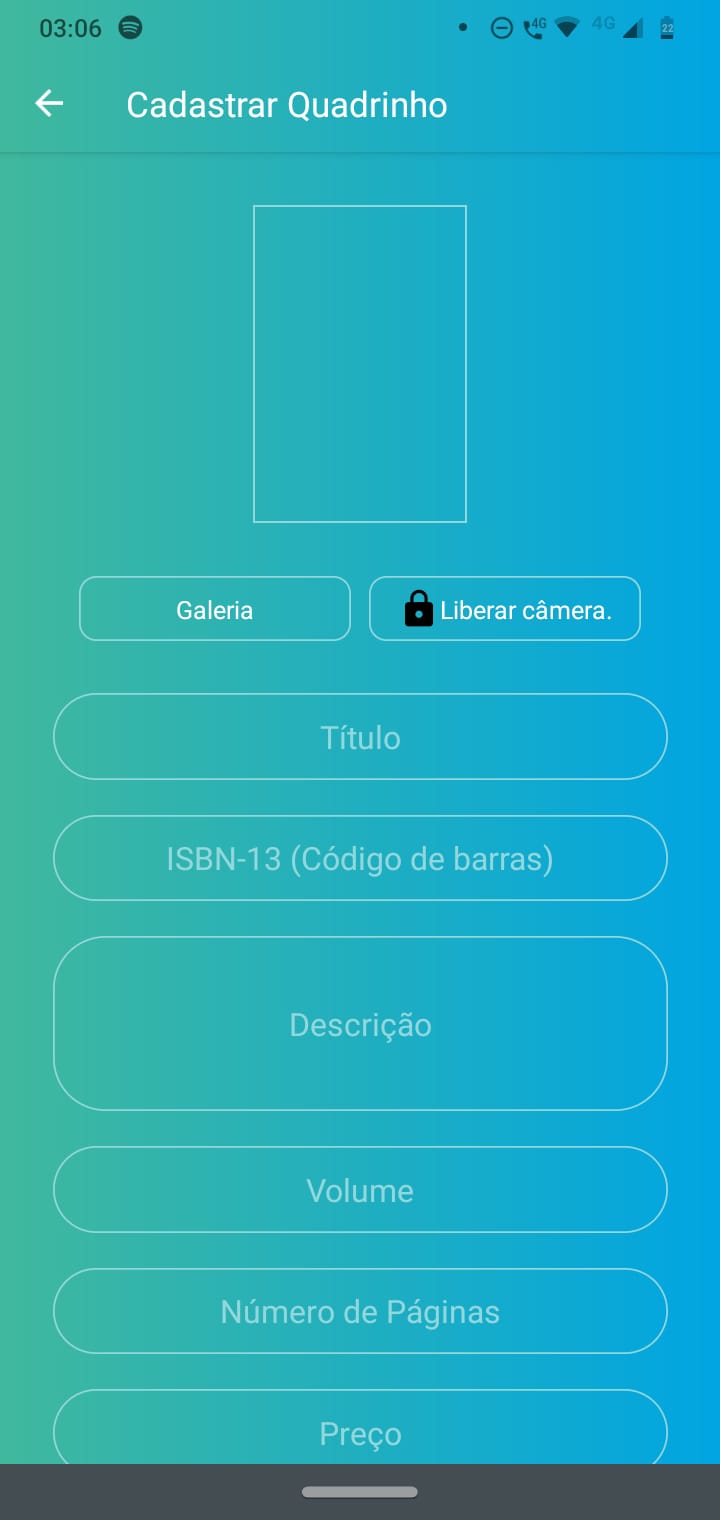 03:06 4G 4G 22
Cadastrar Quadrinho
Galeria
Liberar câmera.
Título
ISBN-13 (Código de barras)
Descrição
Volume
Número de Páginas
Preço